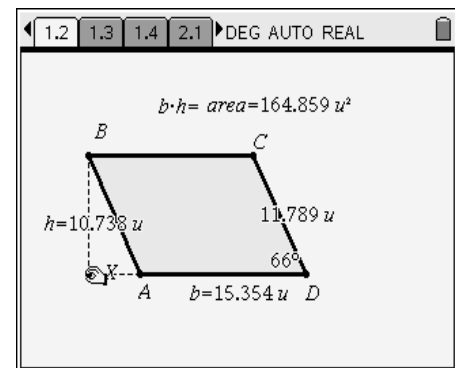 1.2 1.3 1.4 2.1 DEG AUTO REAL
b·h= area=164.859 u²
B
C
h=10.738 u
11.789 u
66°
X
A b=15.354 u D